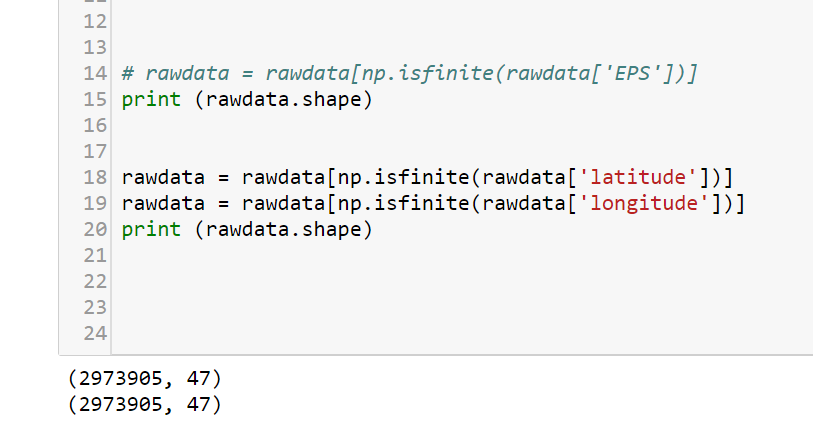 12
13
14 # rawdata = rawdata[np.isfinite(rawdata['EPS'])]
15 print (rawdata.shape)
16
17
18 rawdata = rawdata[np.isfinite(rawdata['latitude'])]
19 rawdata = rawdata[np.isfinite(rawdata['longitude'])]
20 print (rawdata.shape)
21
22
23
24
(2973905, 47)
(2973905, 47)